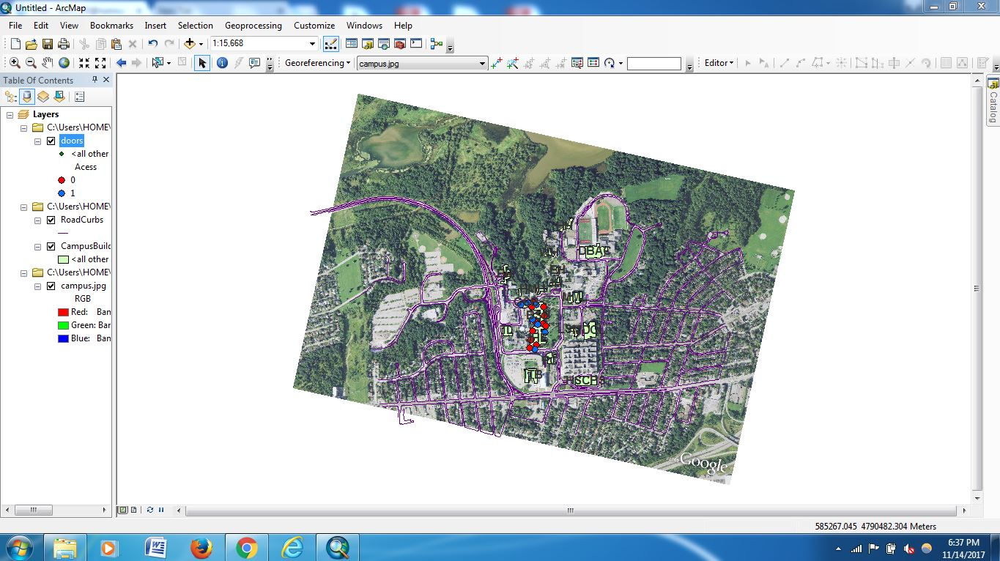 Untitled - ArcMap
File Edit View Bookmarks Insert Selection Geoprocessing Customize Windows Help
1:15,668
Georeferencing campus.jpg Editor
Table Of Contents
Layers
C:\Users\HOME\
doors
<all other
Acess
0
1
C:\Users\HOME\
RoadCurbs
CampusBuilc
<all other
C:\Users\HOME\
campus.jpg
RGB
Red: Ban
Green: Bar
Blue: Ban
Catalog
DBAC
Google
585267.045 4790482.304 Meters
6:37 PM
11/14/2017